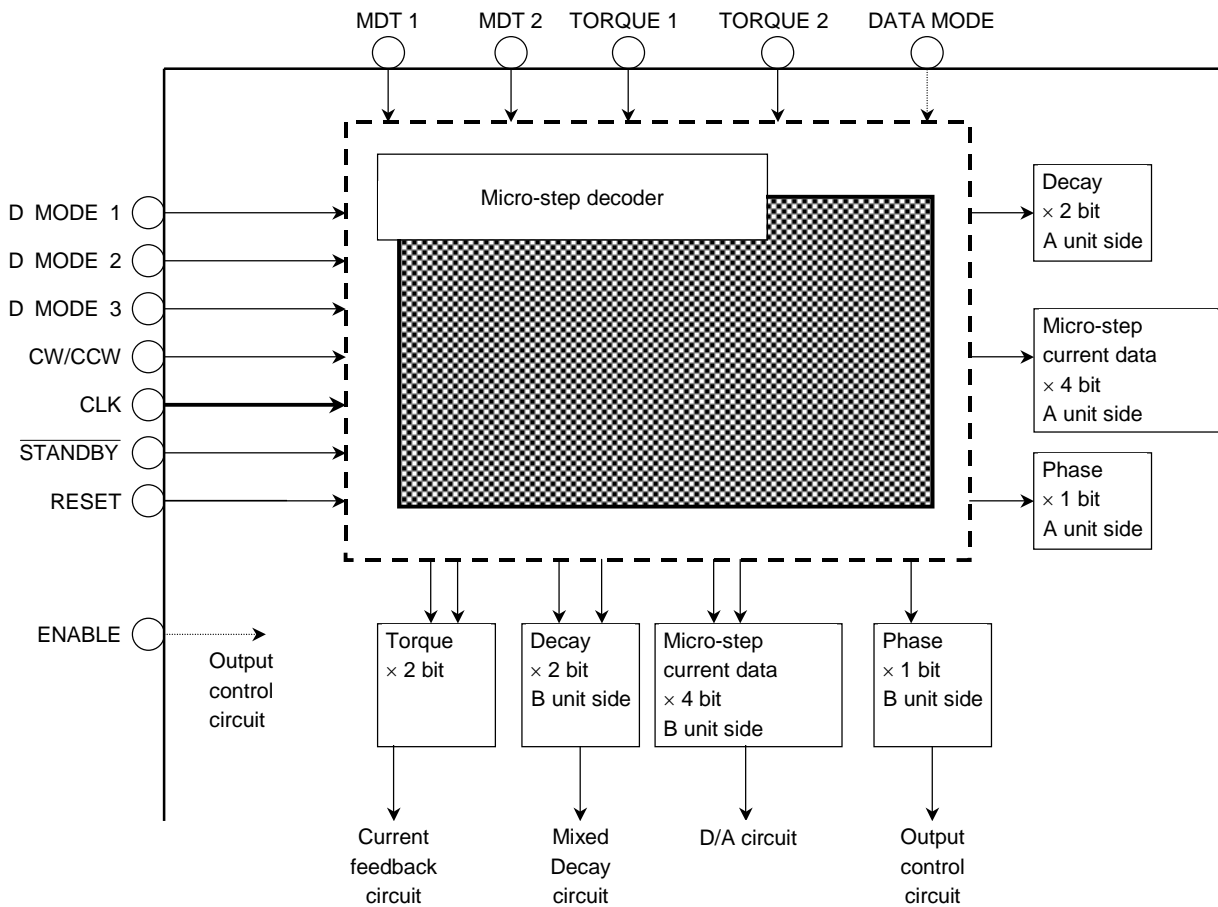 MDT 1
MDT 2
TORQUE 1
TORQUE 2
DATA MODE
D MODE 1
D MODE 2
D MODE 3
CW/CCW
CLK
STANDBY
RESET
ENABLE
Output
control
circuit
Micro-step decoder
Decay
× 2 bit
A unit side
Micro-step
current data
× 4 bit
A unit side
Phase
× 1 bit
A unit side
Torque
× 2 bit
Decay
× 2 bit
B unit side
Micro-step
current data
× 4 bit
B unit side
Phase
× 1 bit
B unit side
Current
feedback
circuit
Mixed
Decay
circuit
D/A circuit
Output
control
circuit